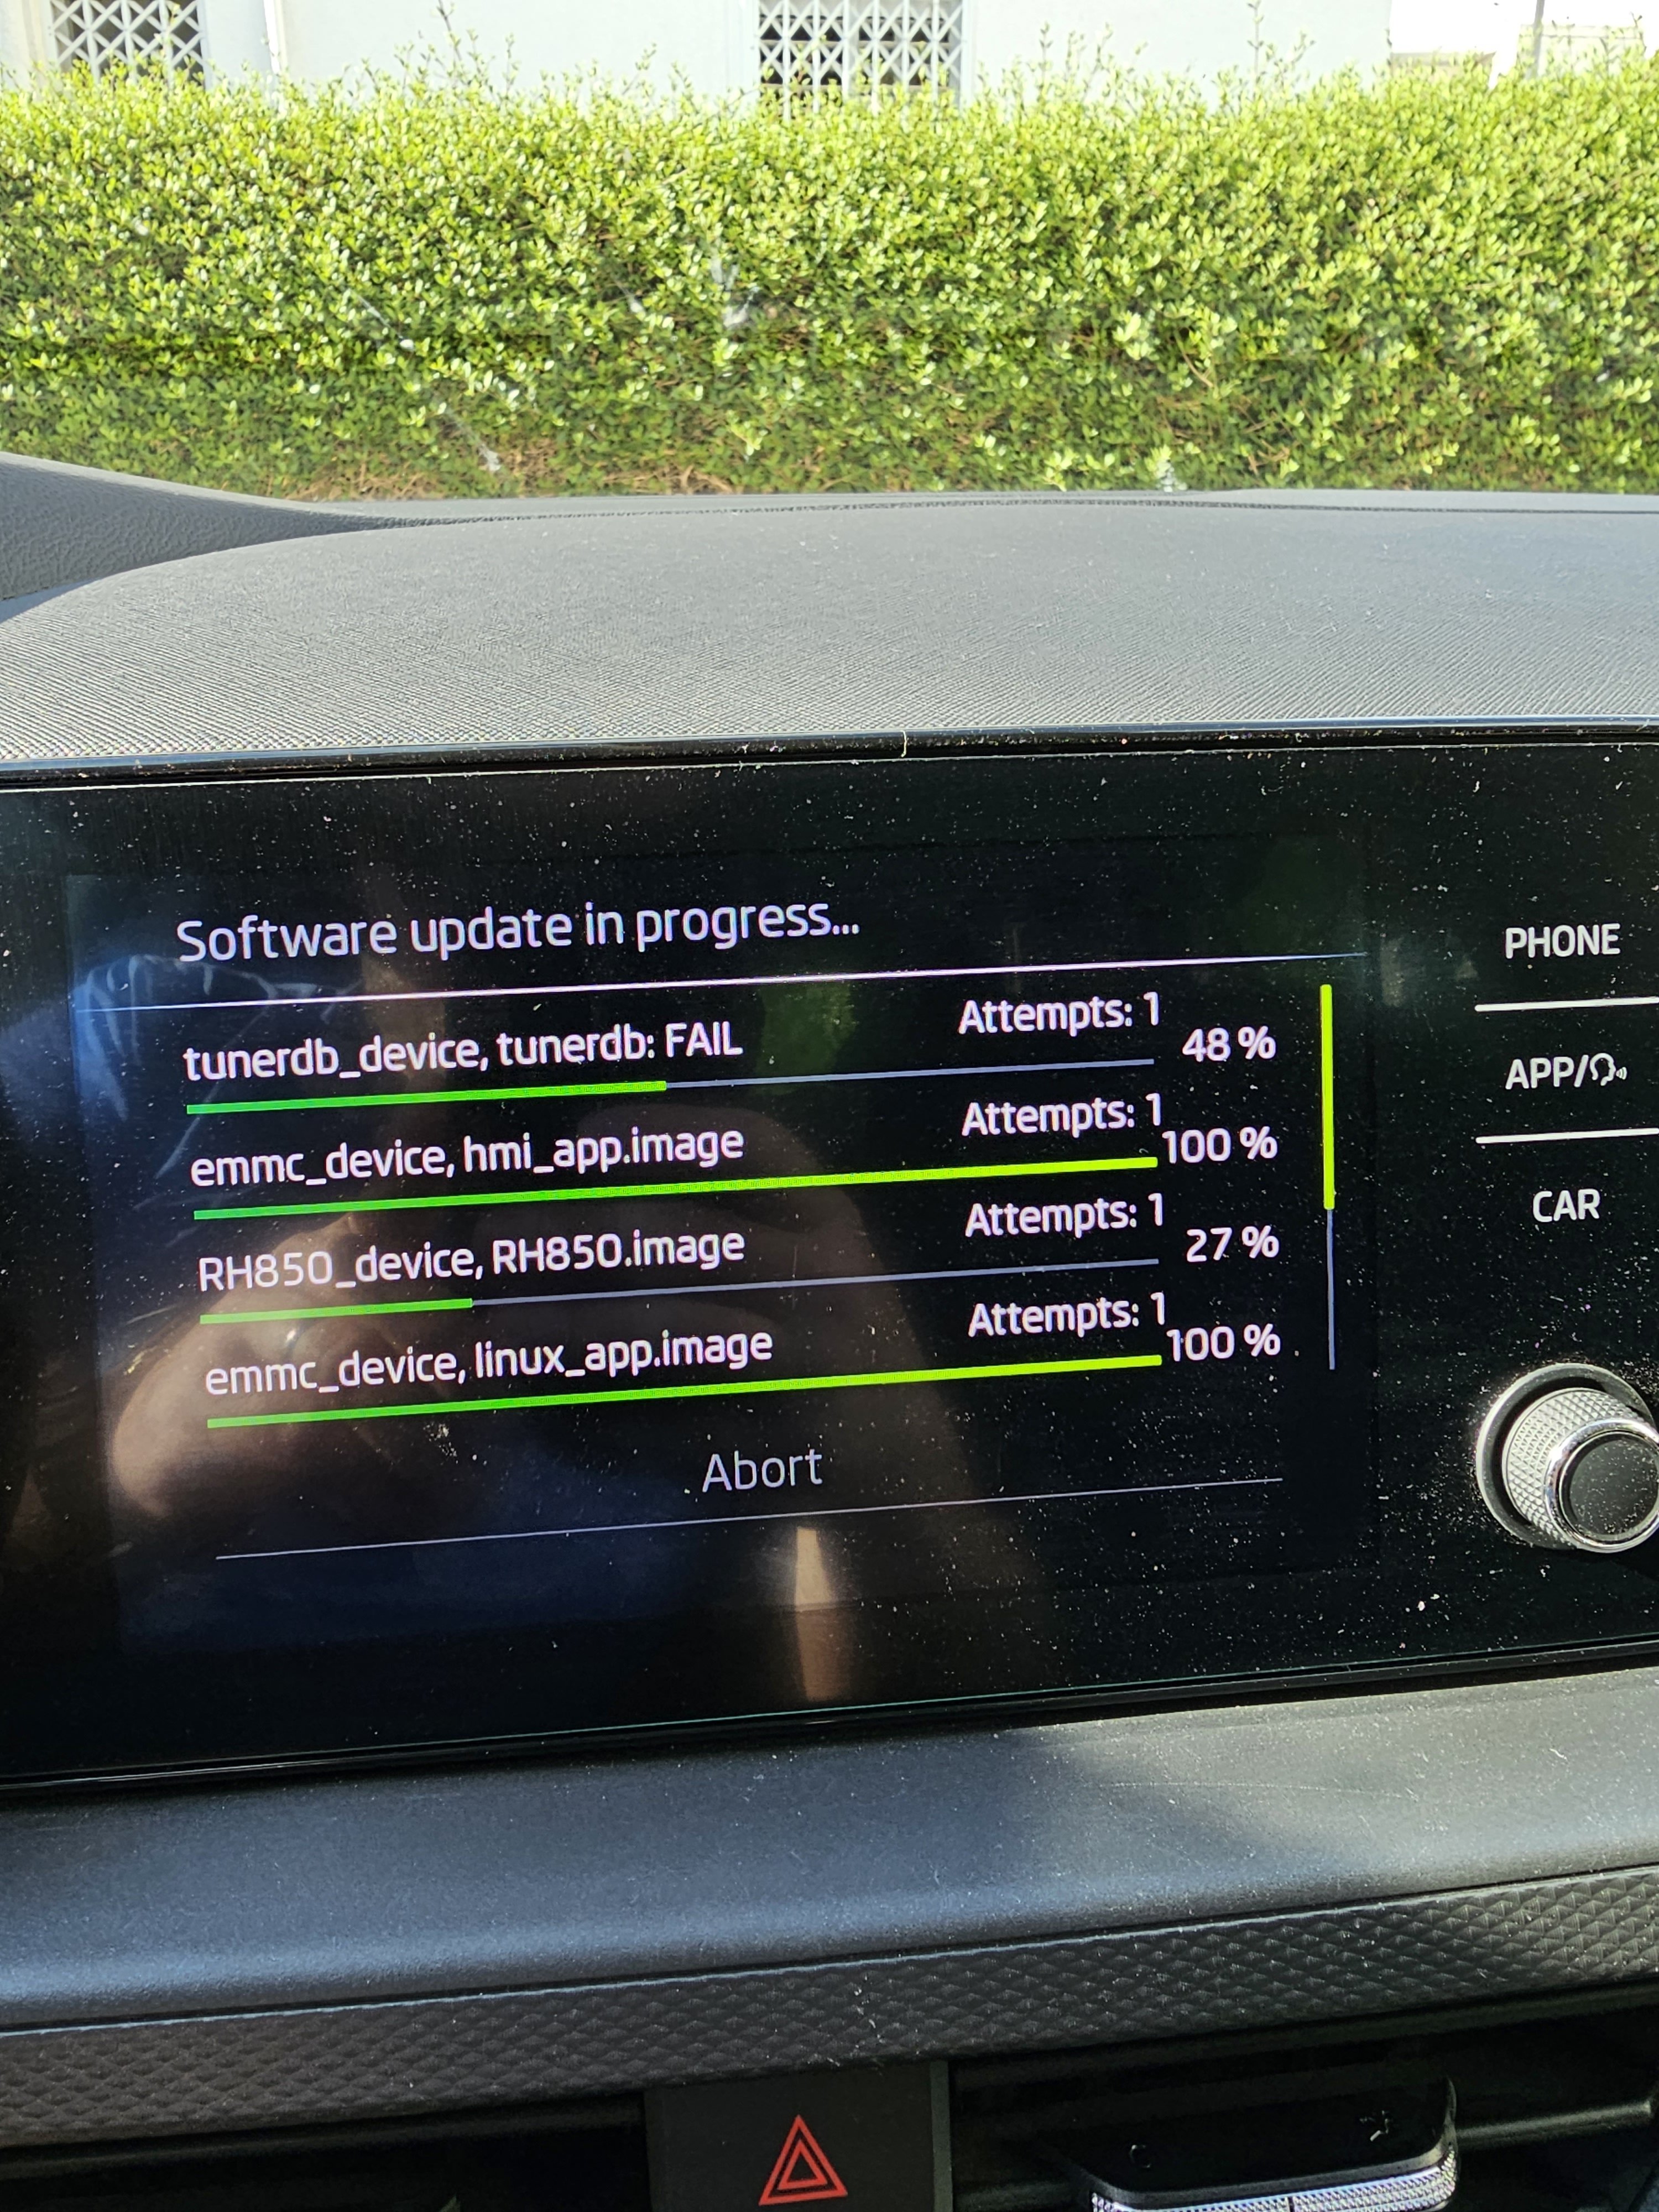 Software update in progress...
tunerdb_device, tunerdb: FAIL
Attempts: 1
48 %
emmc_device, hmi_app.image
Attempts: 1
100 %
RH850_device, RH850.image
Attempts: 1
27 %
emmc_device, linux_app.image
Attempts: 1
100 %
Abort
PHONE
APP/
CAR